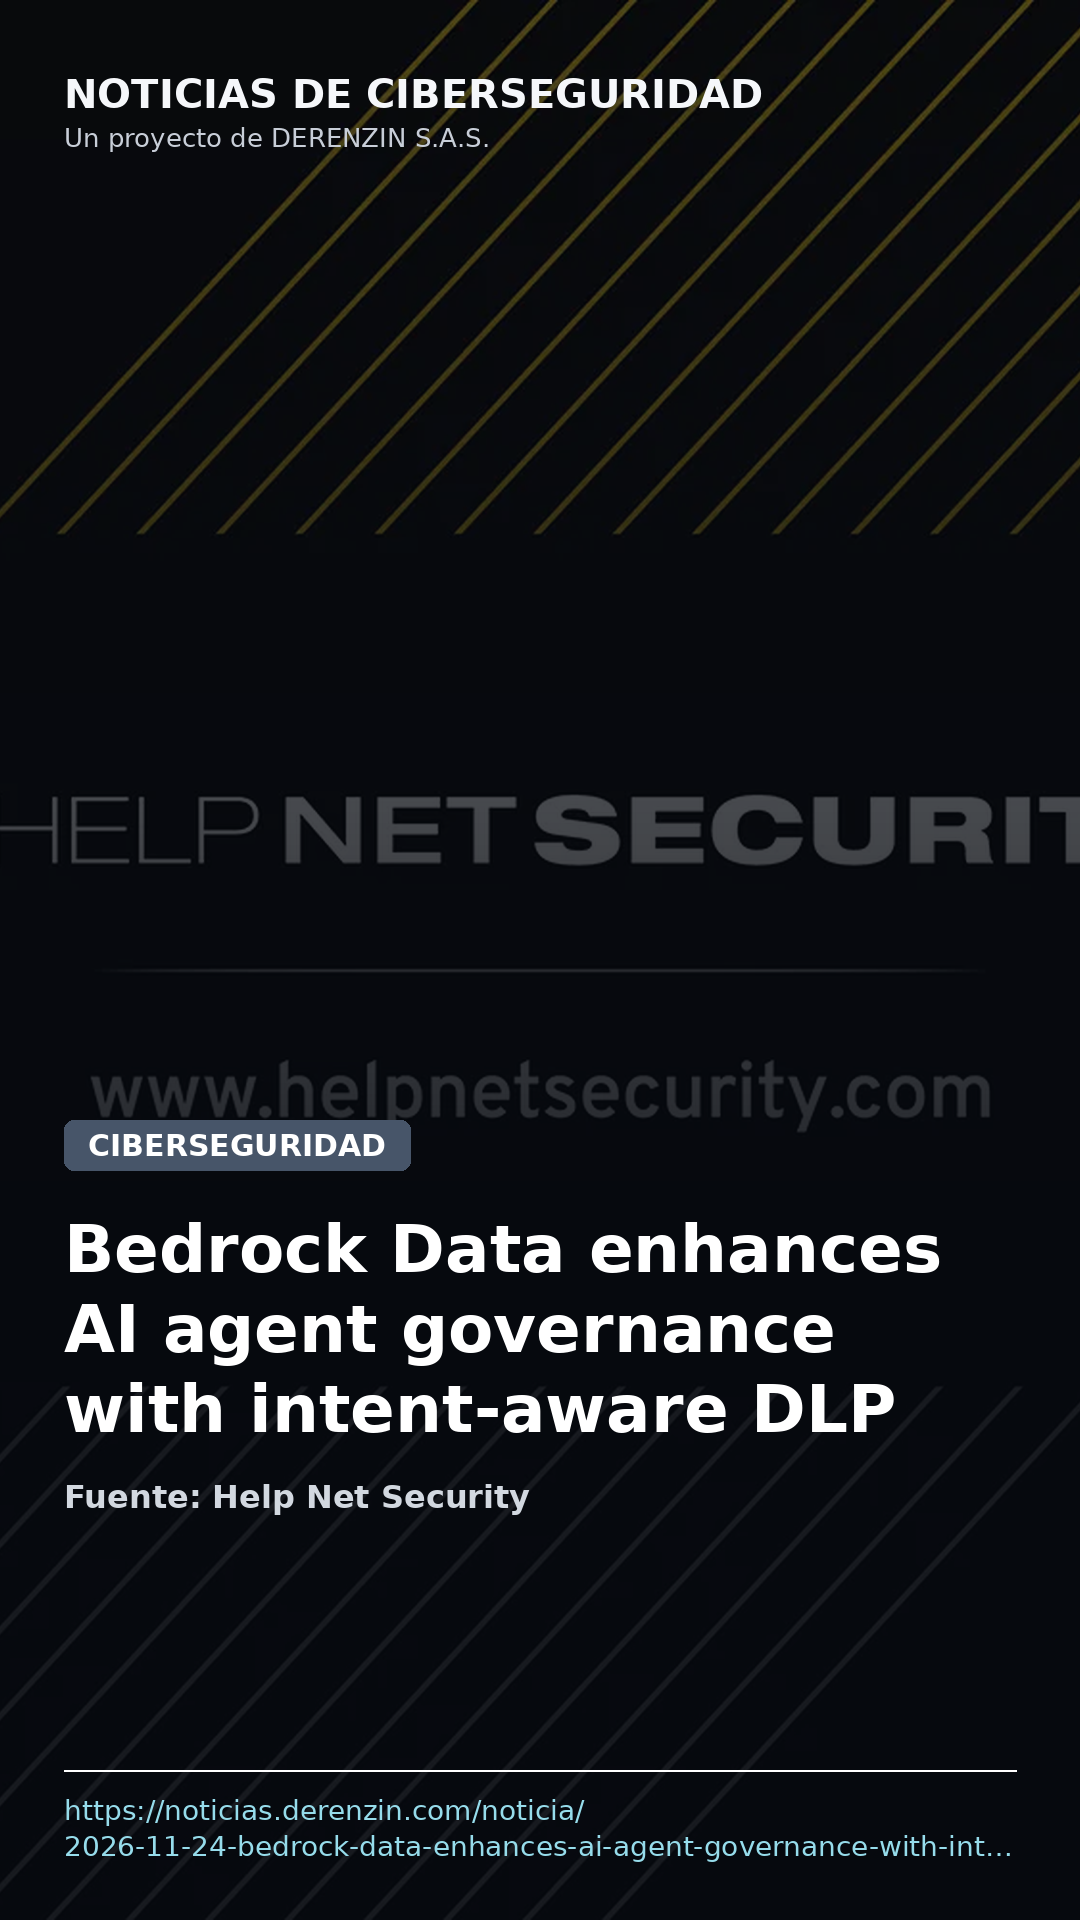 NOTICIAS DE CIBERSEGURIDAD
Un proyecto de DERENZIN S.A.S.
HELP NET SECURIT
www.helpnetsecurity.com
CIBERSEGURIDAD
Bedrock Data enhances
AI agent governance
with intent-aware DLP
Fuente: Help Net Security
https://noticias.derenzin.com/noticia/
2026-11-24-bedrock-data-enhances-ai-agent-governance-with-int…